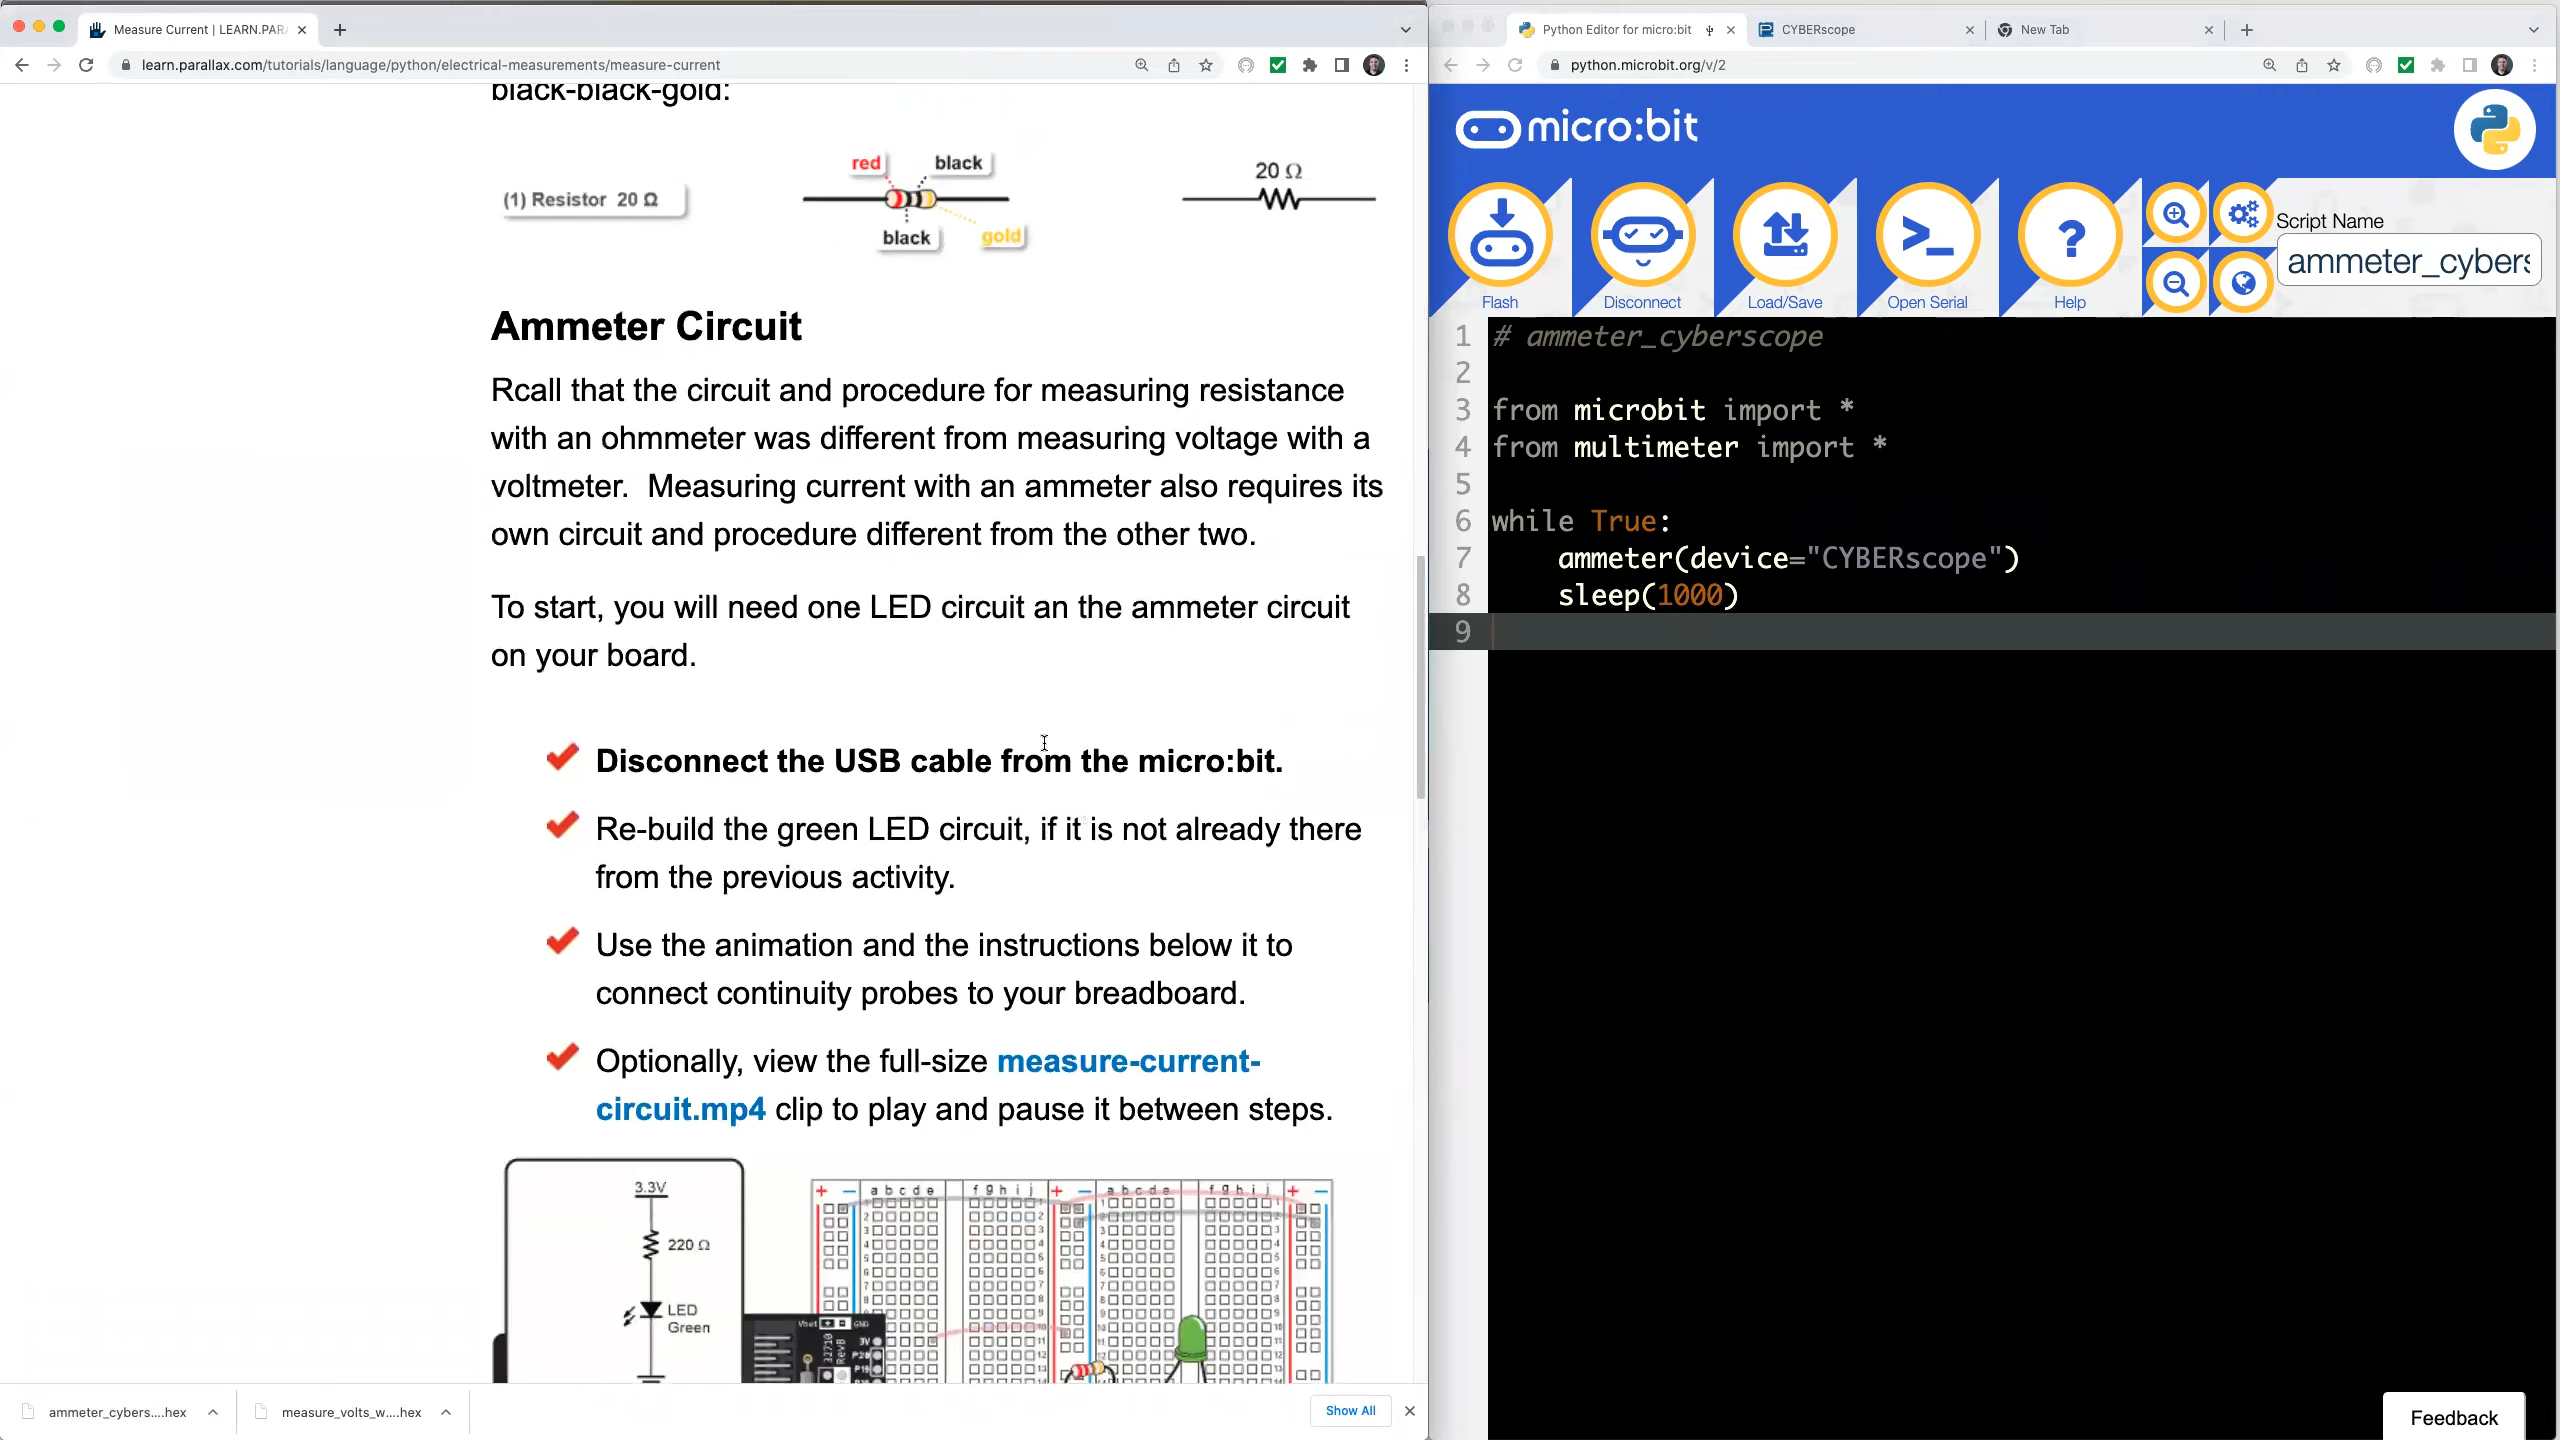 Measure Current | LEARN.PAR
learn.parallax.com/tutorials/language/python/electrical-measurements/measure-current
black-black-gold:
red
black
(1) Resistor 20 Ω
black
gold
20 Ω
Ammeter Circuit
Rcall that the circuit and procedure for measuring resistance
with an ohmmeter was different from measuring voltage with a
voltmeter. Measuring current with an ammeter also requires its
own circuit and procedure different from the other two.
To start, you will need one LED circuit an the ammeter circuit
on your board.
Disconnect the USB cable from the micro:bit.
Re-build the green LED circuit, if it is not already there
from the previous activity.
Use the animation and the instructions below it to
connect continuity probes to your breadboard.
Optionally, view the full-size measure-current-
circuit.mp4 clip to play and pause it between steps.
3.3V
220 Ω
LED
Green
+ − a b c d e f g h i j + − a b c d e f g h i j + −
Vbat + − GND
32710
RevB
3V
P20
P19
ammeter_cybers....hex
measure_volts_w....hex
Show All
Python Editor for micro:bit
CYBERscope
New Tab
python.microbit.org/v/2
micro:bit
Flash
Disconnect
Load/Save
Open Serial
Help
Script Name
ammeter_cybers
1 # ammeter_cyberscope
2
3 from microbit import *
4 from multimeter import *
5
6 while True:
7 ammeter(device="CYBERscope")
8 sleep(1000)
9
Feedback